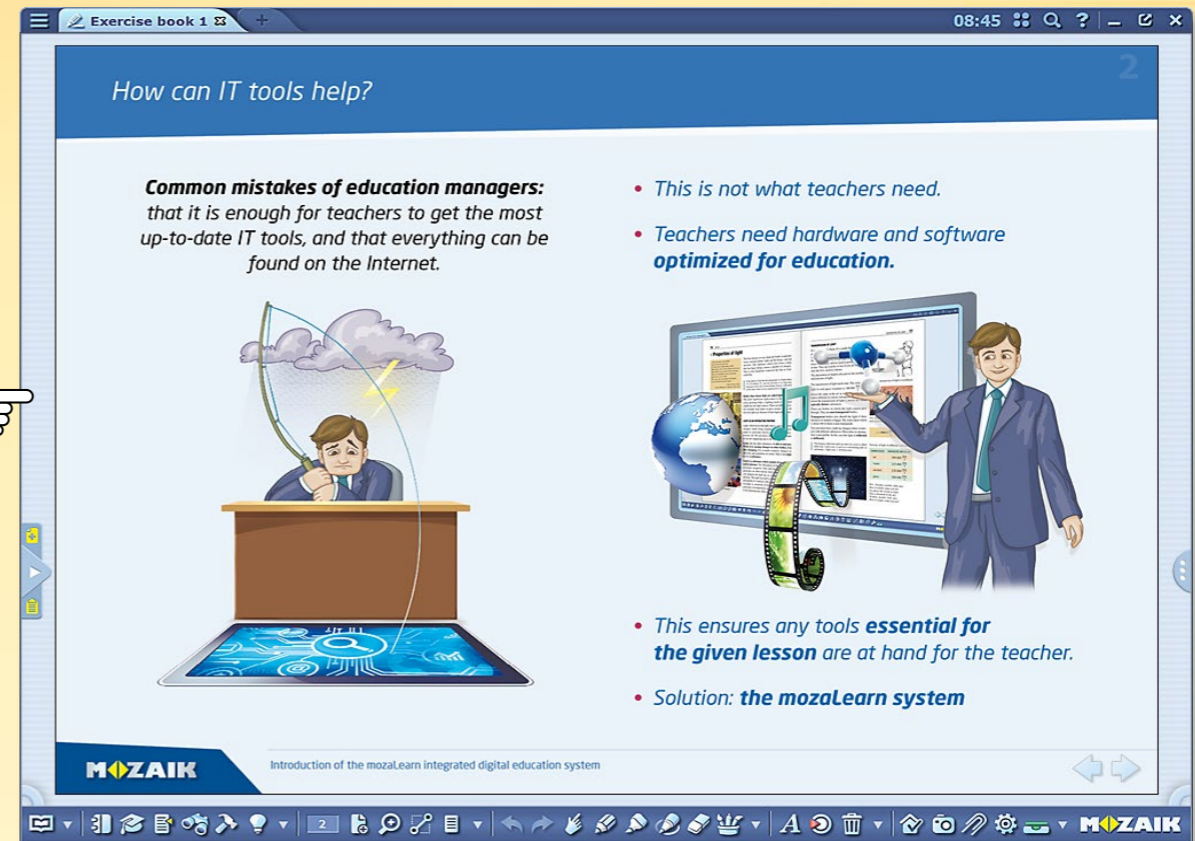 Exercise book 1
08:45
2
How can IT tools help?
Common mistakes of education managers:
that it is enough for teachers to get the most
up-to-date IT tools, and that everything can be
found on the Internet.
• This is not what teachers need.
• Teachers need hardware and software
optimized for education.
Properties of light
• This ensures any tools essential for
the given lesson are at hand for the teacher.
• Solution: the mozaLearn system
MOZAIK
Introduction of the mozaLearn integrated digital education system
2
MOZAIK